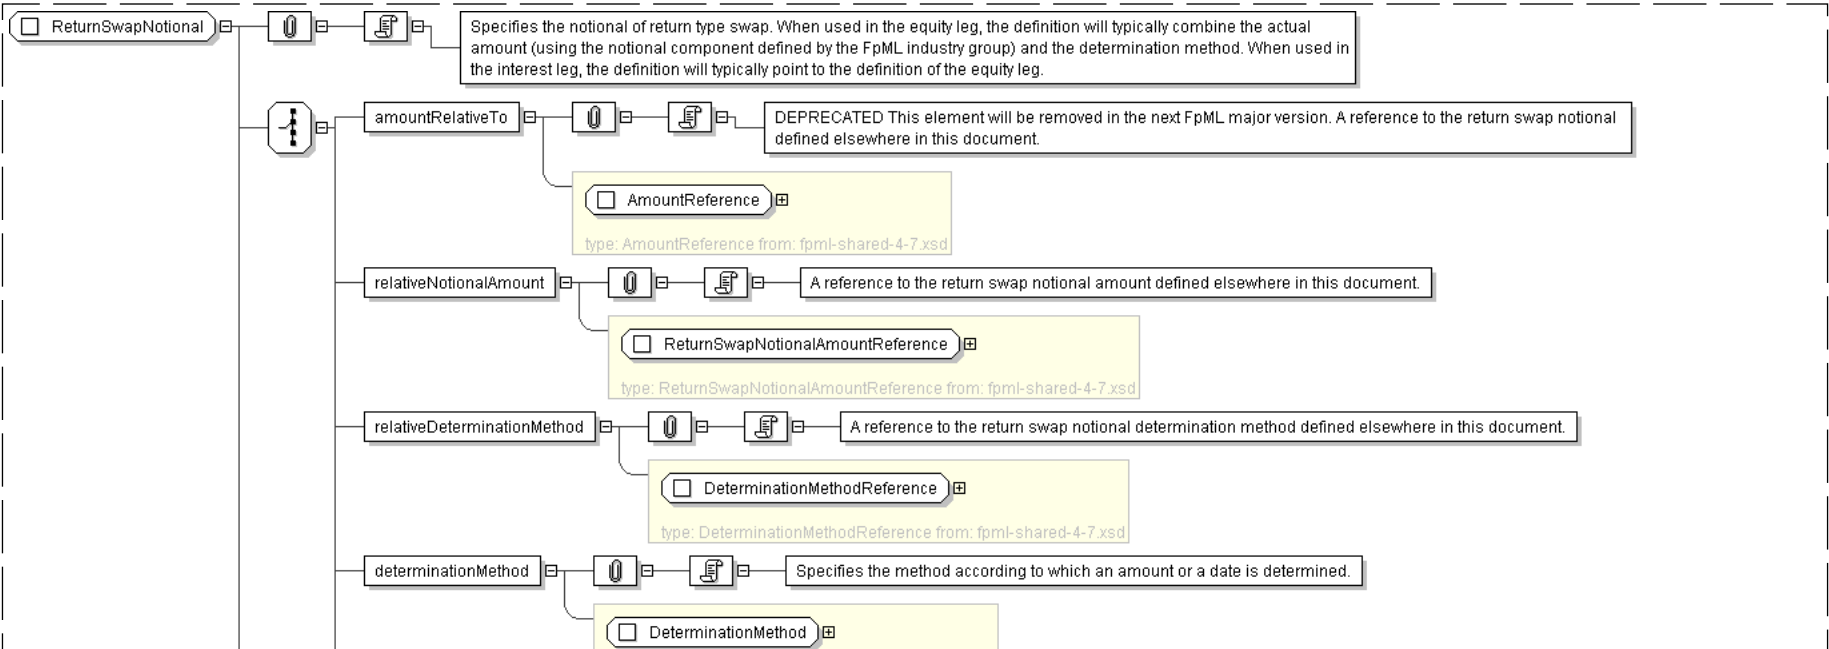 ReturnSwapNotional
Specifies the notional of return type swap. When used in the equity leg, the definition will typically combine the actual
amount (using the notional component defined by the FpML industry group) and the determination method. When used in
the interest leg, the definition will typically point to the definition of the equity leg.
amountRelativeTo
DEPRECATED This element will be removed in the next FpML major version. A reference to the return swap notional
defined elsewhere in this document.
AmountReference
type: AmountReference from: fpml-shared-4-7.xsd
relativeNotionalAmount
A reference to the return swap notional amount defined elsewhere in this document.
ReturnSwapNotionalAmountReference
type: ReturnSwapNotionalAmountReference from: fpml-shared-4-7.xsd
relativeDeterminationMethod
A reference to the return swap notional determination method defined elsewhere in this document.
DeterminationMethodReference
type: DeterminationMethodReference from: fpml-shared-4-7.xsd
determinationMethod
Specifies the method according to which an amount or a date is determined.
DeterminationMethod